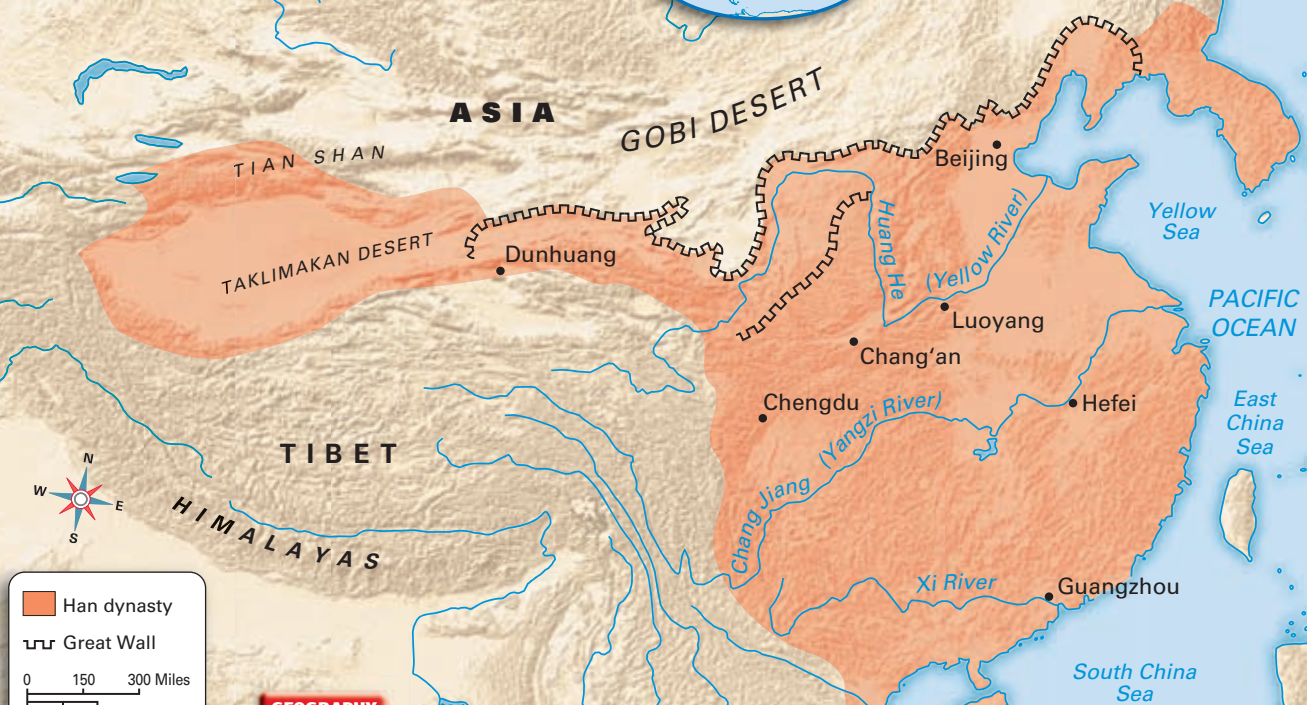 ASIA
GOBI DESERT
TIAN SHAN
TAKLIMAKAN DESERT
Dunhuang
Beijing
Huang He
(Yellow River)
Yellow
Sea
PACIFIC
OCEAN
Luoyang
Chang'an
Chengdu
Chang Jiang
(Yangzi River)
Hefei
East
China
Sea
TIBET
HIMALAYAS
N
W
E
S
Xi River
Guangzhou
South China
Sea
Han dynasty
Great Wall
0 150 300 Miles
GEOGRAPHY